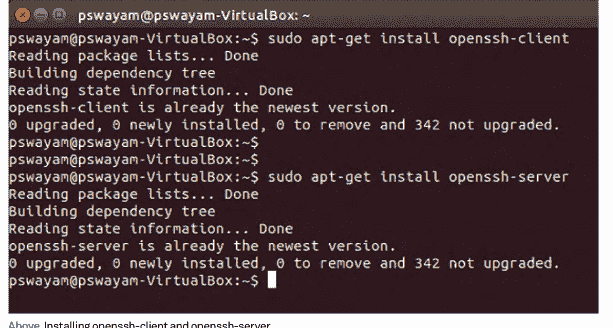 pswayam@pswayam-VirtualBox: ~
pswayam@pswayam-VirtualBox:~$ sudo apt-get install openssh-client
Reading package lists... Done
Building dependency tree
Reading state information... Done
openssh-client is already the newest version.
0 upgraded, 0 newly installed, 0 to remove and 342 not upgraded.
pswayam@pswayam-VirtualBox:~$
pswayam@pswayam-VirtualBox:~$
pswayam@pswayam-VirtualBox:~$ sudo apt-get install openssh-server
Reading package lists... Done
Building dependency tree
Reading state information... Done
openssh-server is already the newest version.
0 upgraded, 0 newly installed, 0 to remove and 342 not upgraded.
pswayam@pswayam-VirtualBox:~$
Above Installing openssh-client and openssh-server